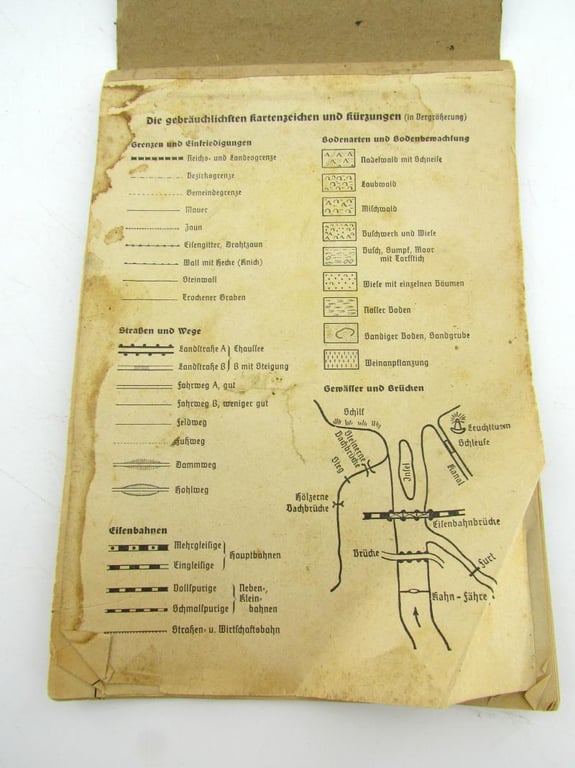 Die gebräuchlichsten Kartenzeichen und Kürzungen (in Vergrößerung)
Grenzen und Einfriedigungen
Reichs- und Landesgrenze
Bezirksgrenze
Gemeindegrenze
Mauer
Zaun
Eisengitter, Drahtzaun
Wall mit Hecke (Knick)
Steinwall
Trockener Graben
Straßen und Wege
Landstraße A } Chaussee
Landstraße B } B mit Steigung
Fahrweg A, gut
Fahrweg B, weniger gut
Feldweg
Fußweg
Dammweg
Hohlweg
Eisenbahnen
Mehrgleisige
Eingleisige } Hauptbahnen
Vollspurige } Neben-,
Klein-
Schmalspurige } bahnen
Straßen- u. Wirtschaftsbahn
Bodenarten und Bodenbewachsung
Nadelwald mit Schneise
Laubwald
Mischwald
Buschwerk und Wiese
Busch, Sumpf, Moor
mit Torfstich
Wiese mit einzelnen Bäumen
Nasser Boden
Sandiger Boden, Sandgrube
Weinanpflanzung
Gewässer und Brücken
Schilf
Steinerne
Bachbrücke
Steg
Hölzerne
Bachbrücke
Insel
Leuchtturm
Schleuse
Kanal
Eisenbahnbrücke
Brücke
Furt
Kahn-Fähre